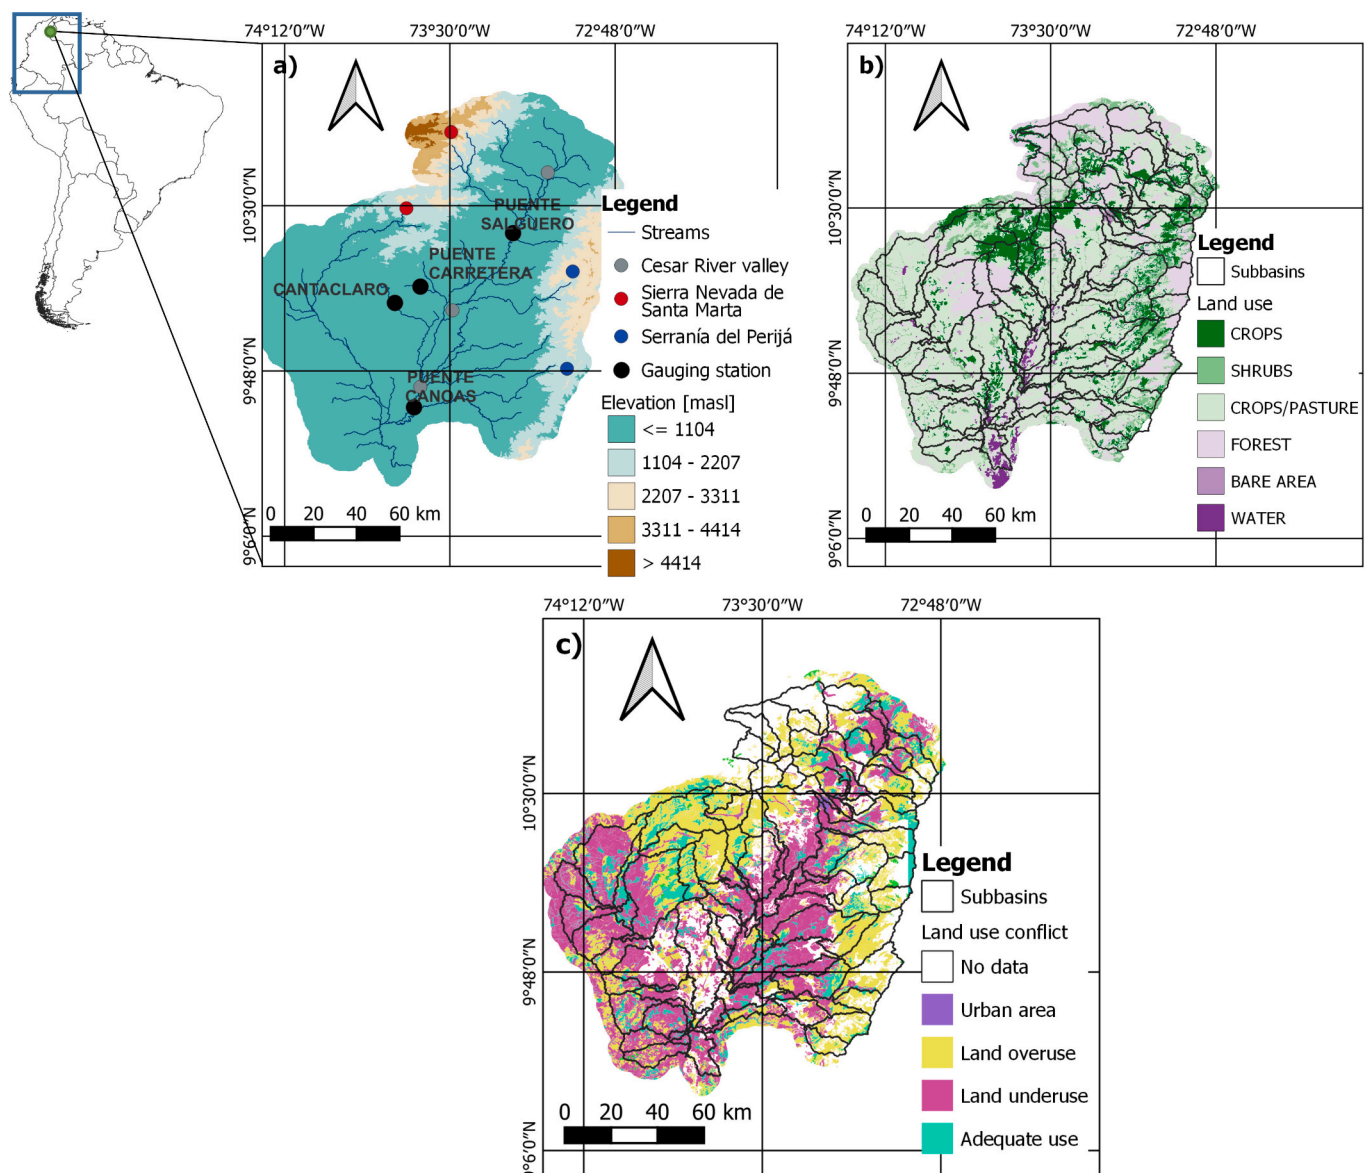 74°12′0″W 73°30′0″W 72°48′0″W
a)
10°30′0″N
9°48′0″N
9°6′0″N
PUENTE
SALGUERO
PUENTE
CARRETERA
CANTACLARO
PUENTE
CANOAS
0 20 40 60 km
Legend
Streams
Cesar River valley
Sierra Nevada de
Santa Marta
Serranía del Perijá
Gauging station
Elevation [masl]
<= 1104
1104 - 2207
2207 - 3311
3311 - 4414
> 4414
74°12′0″W 73°30′0″W 72°48′0″W
b)
10°30′0″N
9°48′0″N
9°6′0″N
0 20 40 60 km
Legend
Subbasins
Land use
CROPS
SHRUBS
CROPS/PASTURE
FOREST
BARE AREA
WATER
74°12′0″W 73°30′0″W 72°48′0″W
c)
10°30′0″N
9°48′0″N
9°6′0″N
0 20 40 60 km
Legend
Subbasins
Land use conflict
No data
Urban area
Land overuse
Land underuse
Adequate use